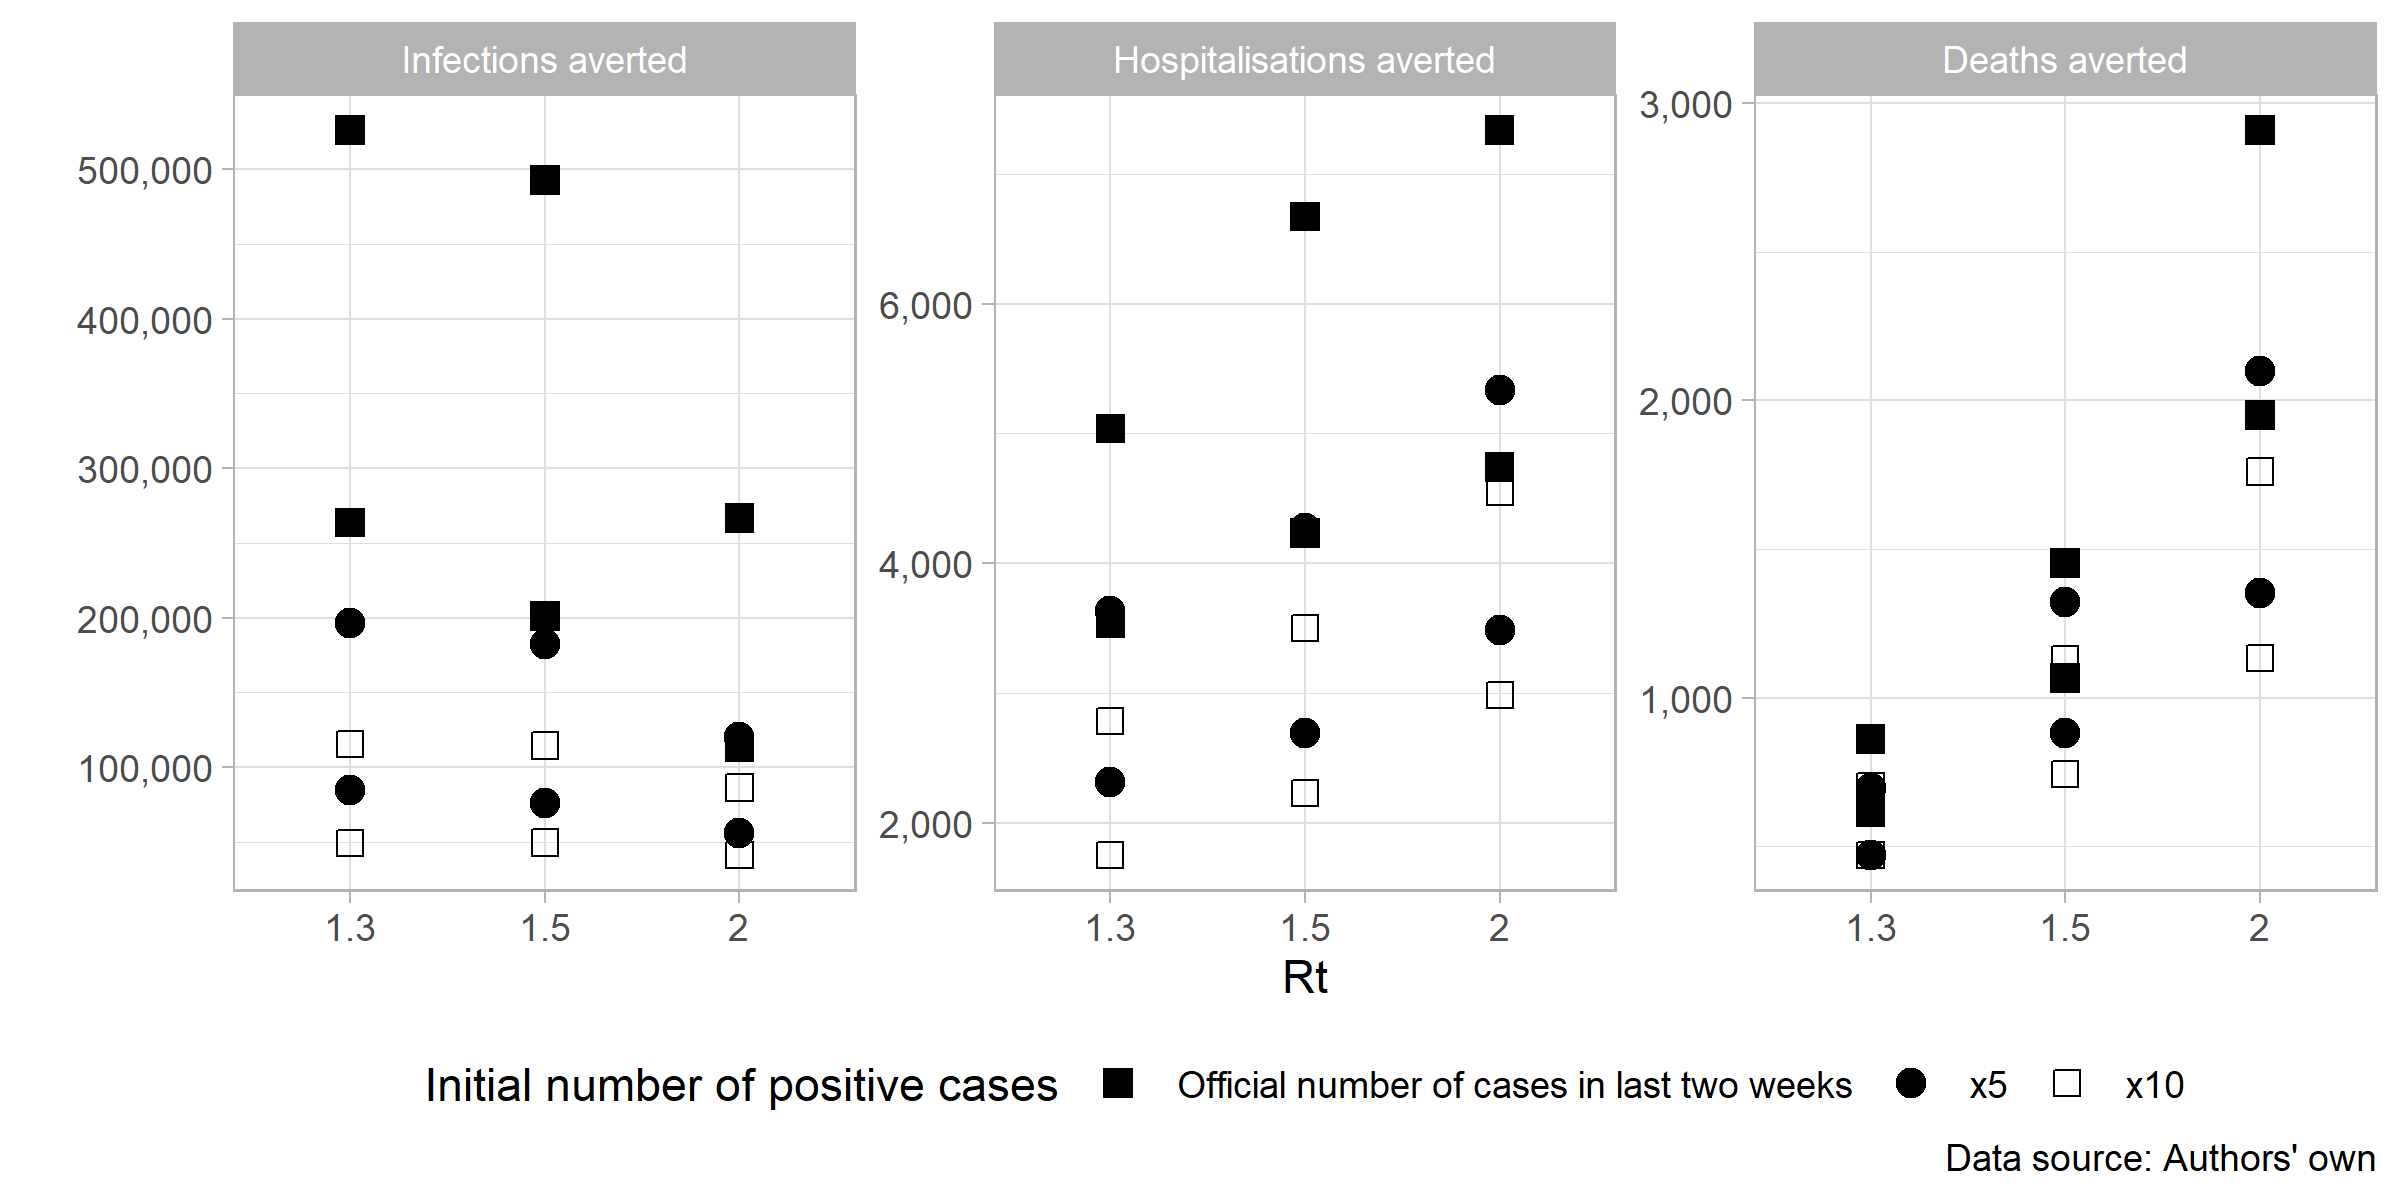 Infections averted
Hospitalisations averted
Deaths averted
500,000
400,000
300,000
200,000
100,000
6,000
4,000
2,000
3,000
2,000
1,000
1.3 1.5 2
1.3 1.5 2
1.3 1.5 2
Rt
Initial number of positive cases Official number of cases in last two weeks x5 x10
Data source: Authors' own